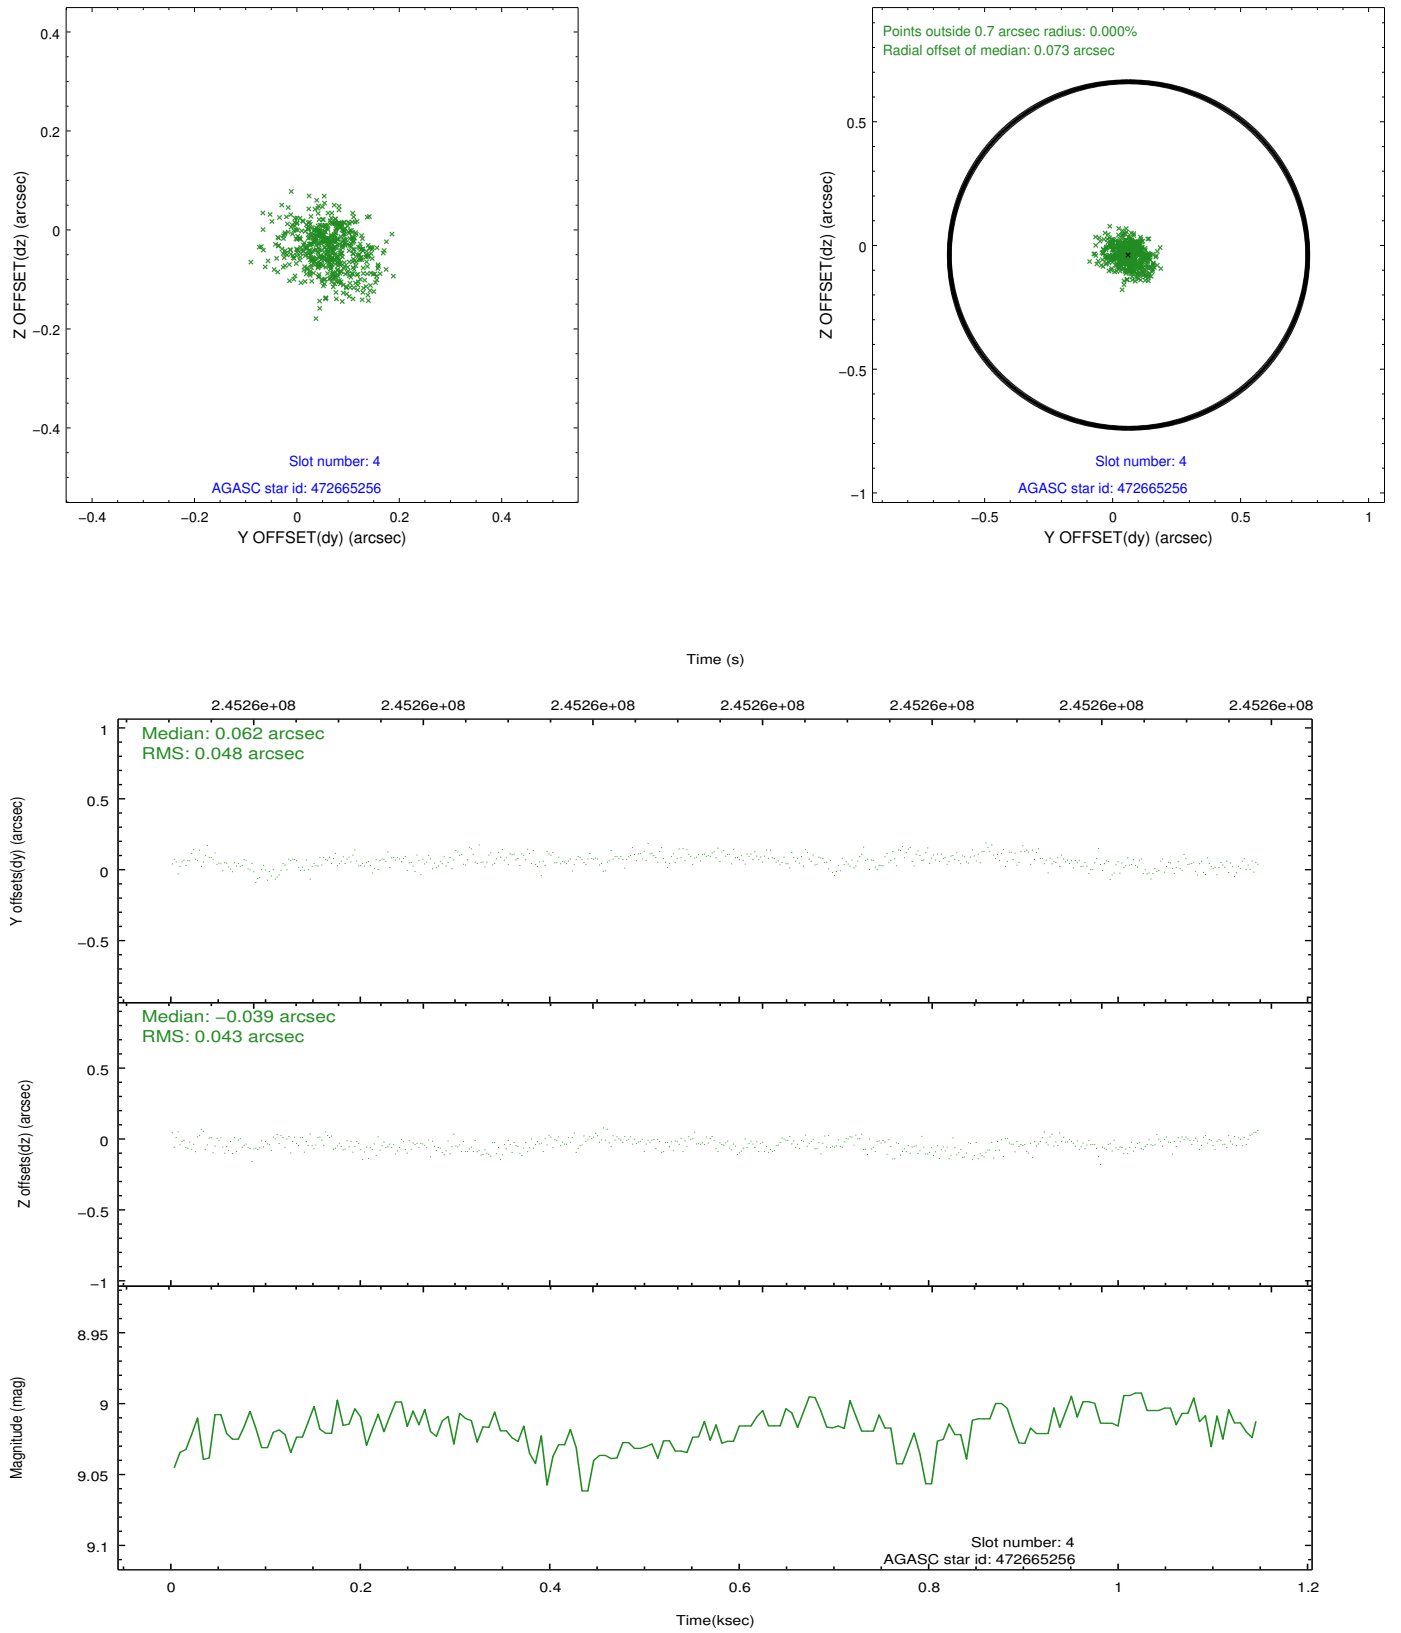 0.4
0.2
0
−0.2
−0.4
Z OFFSET(dz) (arcsec)
Slot number: 4
AGASC star id: 472665256
−0.4 −0.2 0 0.2 0.4
Y OFFSET(dy) (arcsec)
Points outside 0.7 arcsec radius: 0.000%
Radial offset of median: 0.073 arcsec
0.5
0
−0.5
−1
Z OFFSET(dz) (arcsec)
Slot number: 4
AGASC star id: 472665256
−0.5 0 0.5 1
Y OFFSET(dy) (arcsec)
Time (s)
2.4526e+08 2.4526e+08 2.4526e+08 2.4526e+08 2.4526e+08 2.4526e+08 2.4526e+08
Median: 0.062 arcsec
RMS: 0.048 arcsec
1
0.5
0
−0.5
Y offsets(dy) (arcsec)
Median: −0.039 arcsec
RMS: 0.043 arcsec
0.5
0
−0.5
−1
Z offsets(dz) (arcsec)
8.95
9
9.05
9.1
Magnitude (mag)
Slot number: 4
AGASC star id: 472665256
0 0.2 0.4 0.6 0.8 1 1.2
Time(ksec)